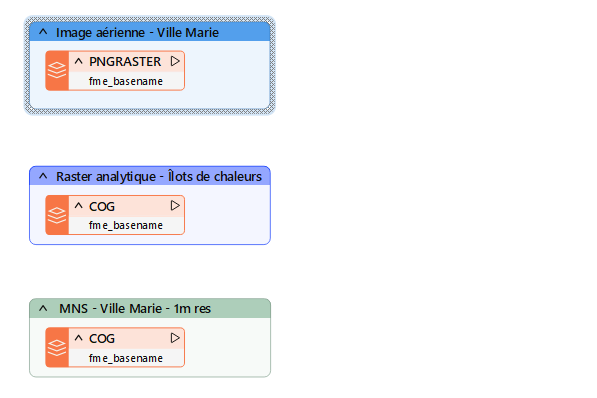 Image aérienne - Ville Marie
PNGRASTER
fme_basename
Raster analytique - Îlots de chaleurs
COG
fme_basename
MNS - Ville Marie - 1m res
COG
fme_basename